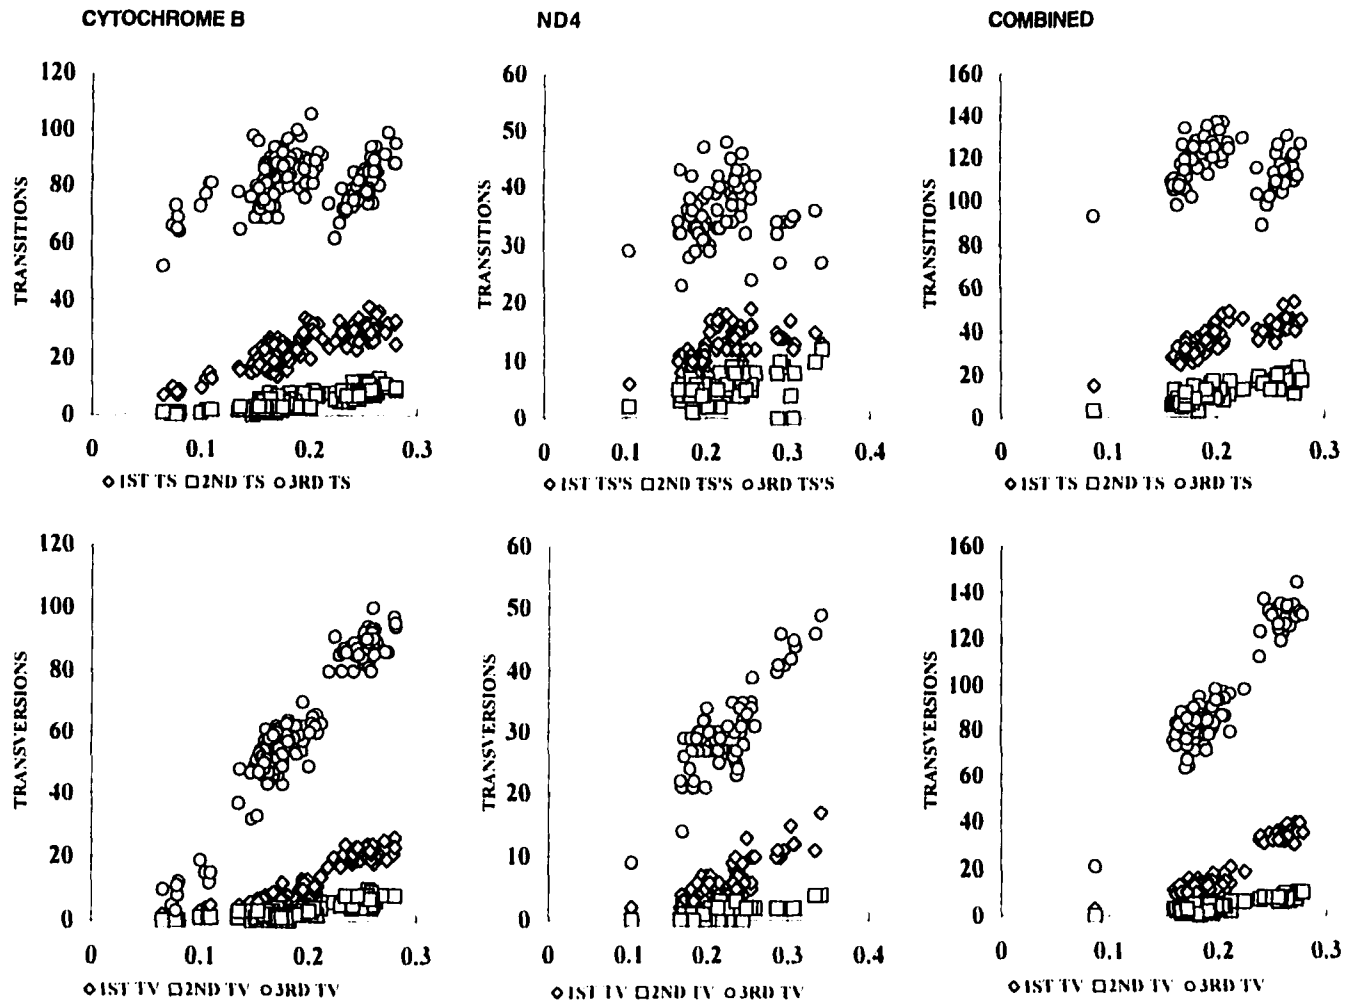 CYTOCHROME B
ND4
COMBINED
120
100
80
60
40
20
0
TRANSITIONS
0 0.1 0.2 0.3
◇ 1ST TS □ 2ND TS ○ 3RD TS
60
50
40
30
20
10
0
TRANSITIONS
0 0.1 0.2 0.3 0.4
◇ 1ST TS'S □ 2ND TS'S ○ 3RD TS'S
160
140
120
100
80
60
40
20
0
TRANSITIONS
0 0.1 0.2 0.3
◇ 1ST TS □ 2ND TS ○ 3RD TS
120
100
80
60
40
20
0
TRANSVERSIONS
0 0.1 0.2 0.3
◇ 1ST TV □ 2ND TV ○ 3RD TV
60
50
40
30
20
10
0
TRANSVERSIONS
0 0.1 0.2 0.3 0.4
◇ 1ST TV □ 2ND TV ○ 3RD TV
160
140
120
100
80
60
40
20
0
TRANSVERSIONS
0 0.1 0.2 0.3
◇ 1ST TV □ 2ND TV ○ 3RD TV